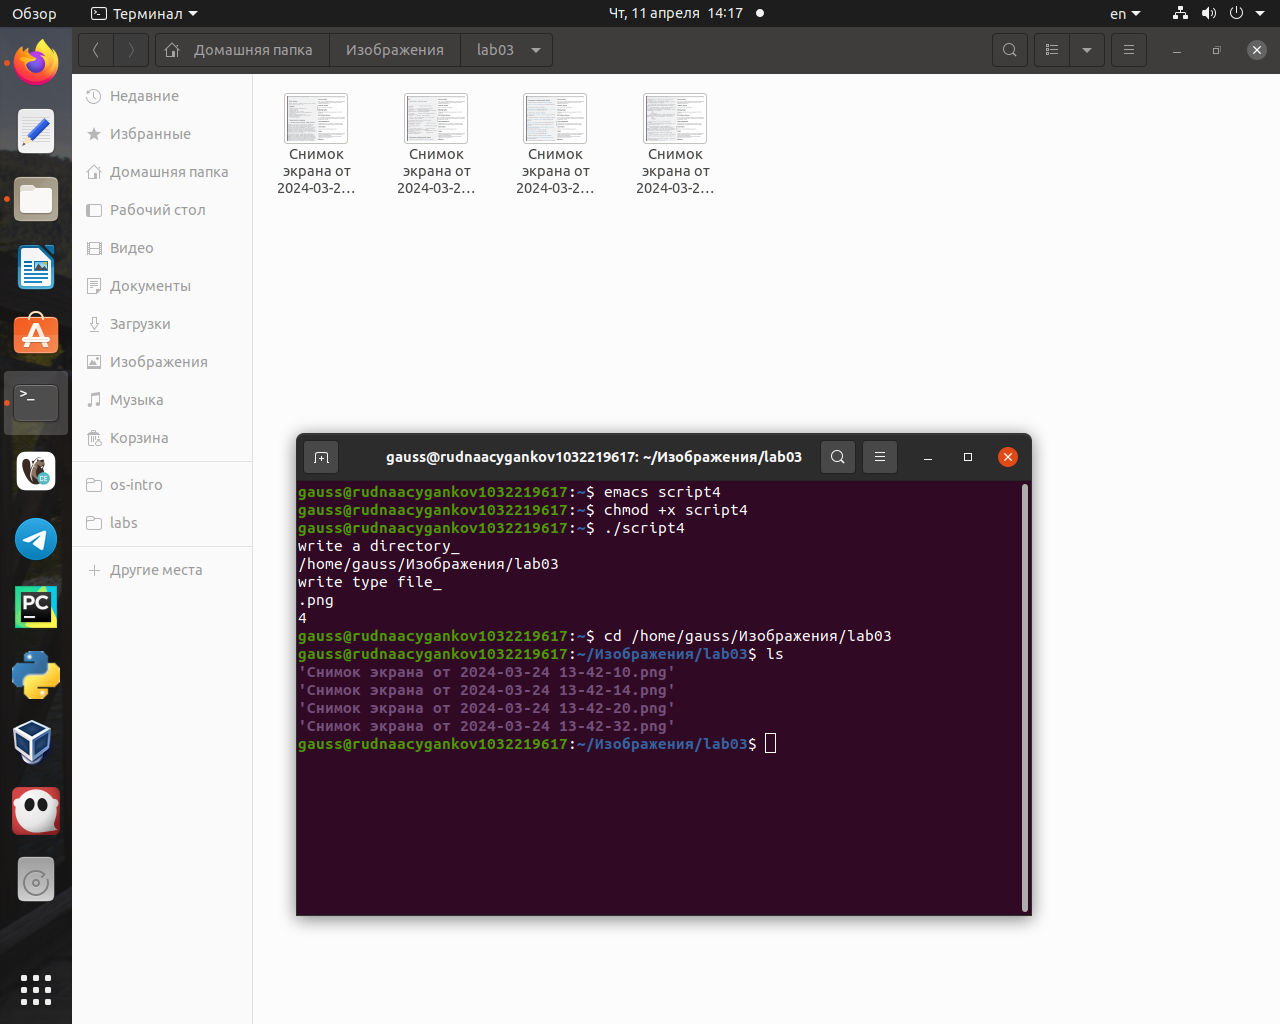 Обзор
Терминал
Чт, 11 апреля 14:17
en
Домашняя папка
Изображения
lab03
Недавние
Избранные
Домашняя папка
Рабочий стол
Видео
Документы
Загрузки
Изображения
Музыка
Корзина
os-intro
labs
Другие места
Снимок
экрана от
2024-03-2…
Снимок
экрана от
2024-03-2…
Снимок
экрана от
2024-03-2…
Снимок
экрана от
2024-03-2…
gauss@rudnaacygankov1032219617: ~/Изображения/lab03
gauss@rudnaacygankov1032219617:~$ emacs script4
gauss@rudnaacygankov1032219617:~$ chmod +x script4
gauss@rudnaacygankov1032219617:~$ ./script4
write a directory_
/home/gauss/Изображения/lab03
write type file_
.png
4
gauss@rudnaacygankov1032219617:~$ cd /home/gauss/Изображения/lab03
gauss@rudnaacygankov1032219617:~/Изображения/lab03$ ls
'Снимок экрана от 2024-03-24 13-42-10.png'
'Снимок экрана от 2024-03-24 13-42-14.png'
'Снимок экрана от 2024-03-24 13-42-20.png'
'Снимок экрана от 2024-03-24 13-42-32.png'
gauss@rudnaacygankov1032219617:~/Изображения/lab03$
PC
CE